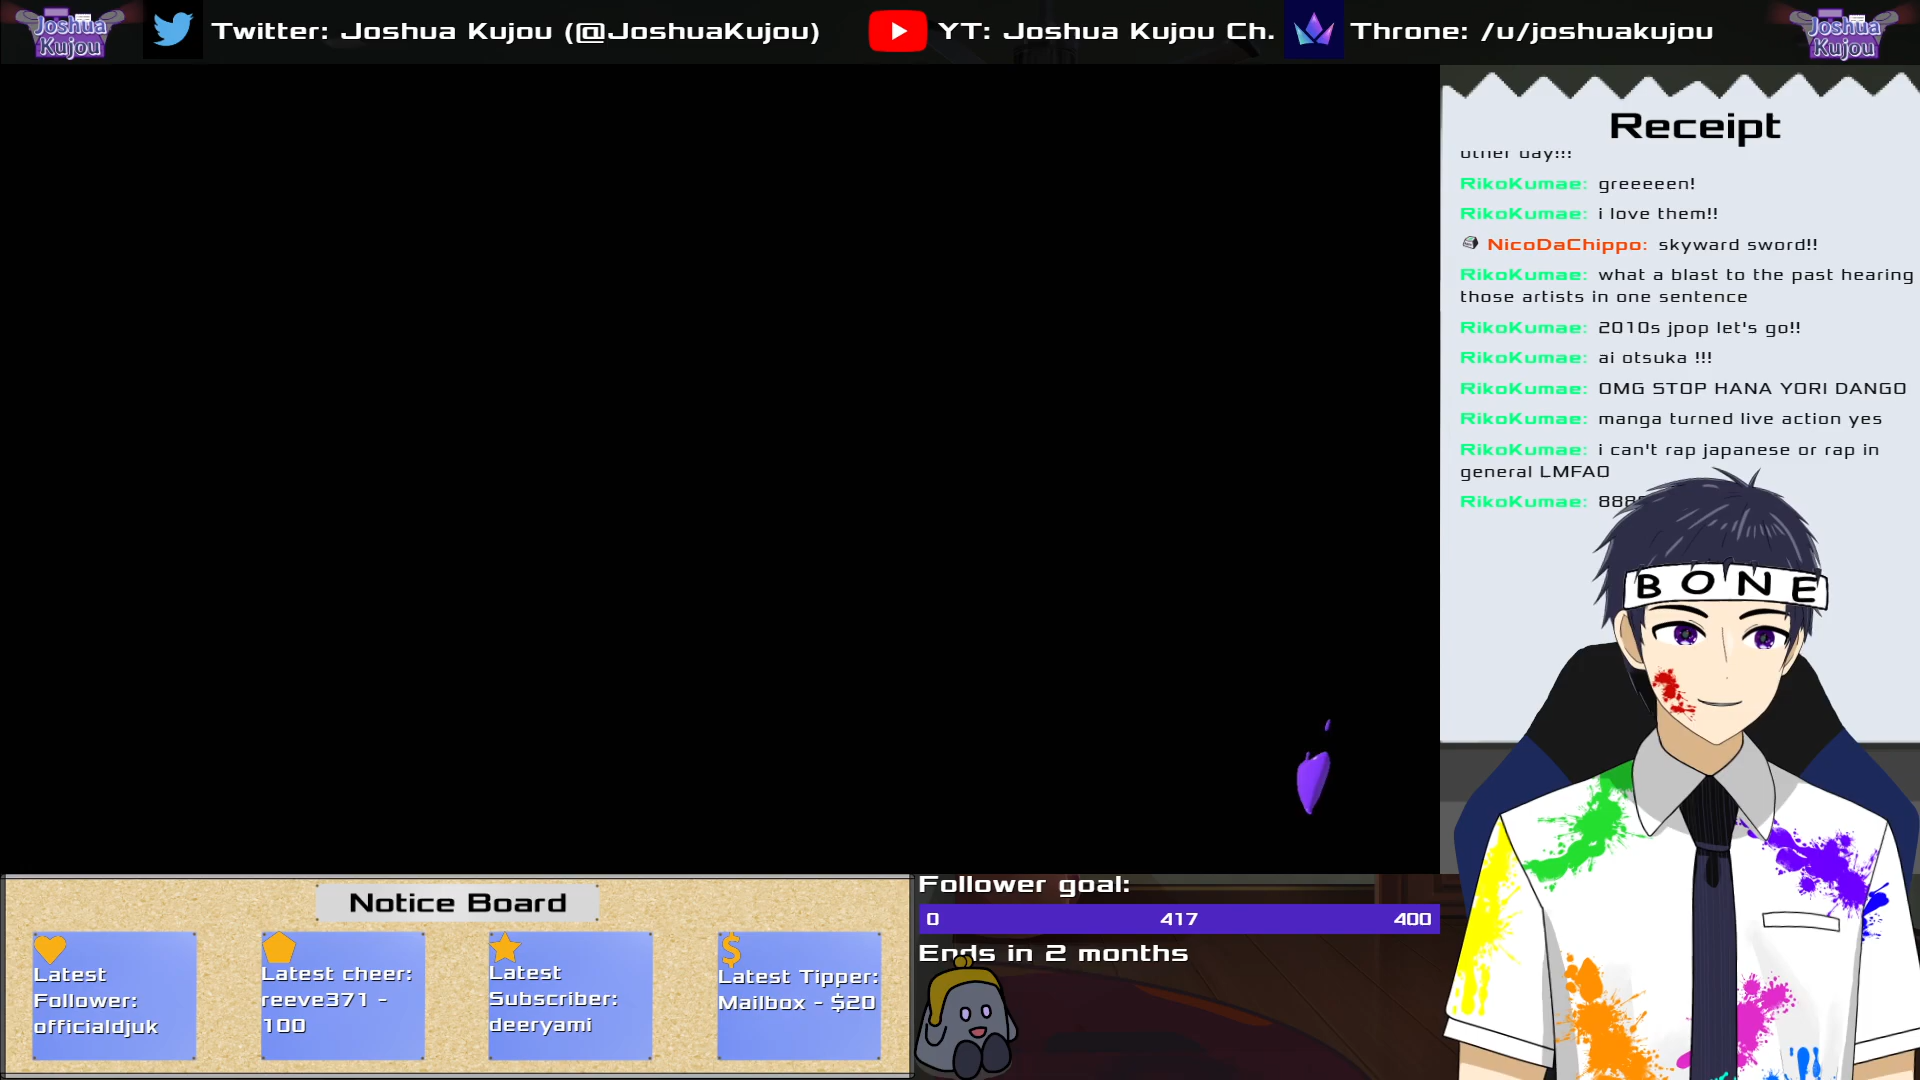 Joshua Kujou
Twitter: Joshua Kujou (@JoshuaKujou)
YT: Joshua Kujou Ch.
Throne: /u/joshuakujou
Joshua Kujou
Receipt
other day!!!
RikoKumae: greeeeen!
RikoKumae: i love them!!
NicoDaChippo: skyward sword!!
RikoKumae: what a blast to the past hearing
those artists in one sentence
RikoKumae: 2010s jpop let's go!!
RikoKumae: ai otsuka !!!
RikoKumae: OMG STOP HANA YORI DANGO
RikoKumae: manga turned live action yes
RikoKumae: i can't rap japanese or rap in
general LMFAO
RikoKumae:
BONE
Notice Board
Latest
Follower:
officialdjuk
Latest cheer:
reeve371 -
100
Latest
Subscriber:
deeryami
$
Latest Tipper:
Mailbox - $20
Follower goal:
0 417 400
Ends in 2 months